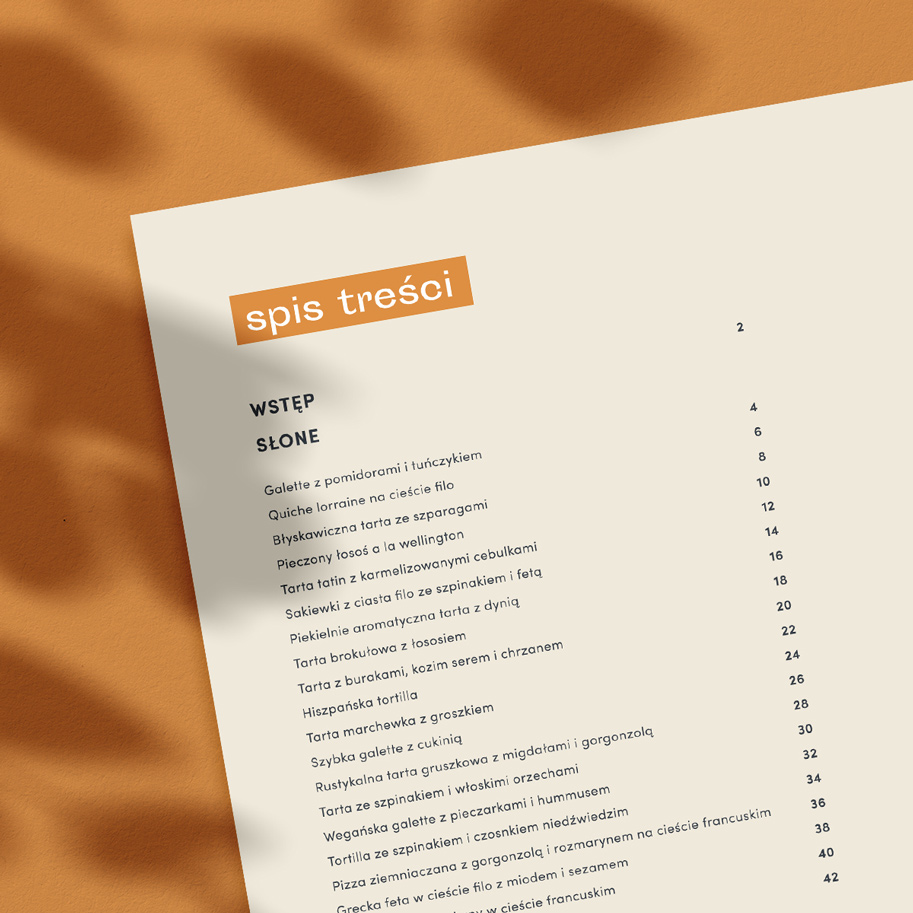 spis treści
WSTĘP 2
SŁONE
Galette z pomidorami i tuńczykiem 4
Quiche lorraine na cieście filo 6
Błyskawiczna tarta ze szparagami 8
Pieczony łosoś a la wellington 10
Tarta tatin z karmelizowanymi cebulkami 12
Sakiewki z ciasta filo ze szpinakiem i fetą 14
Piekielnie aromatyczna tarta z dynią 16
Tarta brokułowa z łososiem 18
Tarta z burakami, kozim serem i chrzanem 20
Hiszpańska tortilla 22
Tarta marchewka z groszkiem 24
Szybka galette z cukinią 26
Rustykalna tarta gruszkowa z migdałami i gorgonzolą 28
Tarta ze szpinakiem i włoskimi orzechami 30
Wegańska galette z pieczarkami i hummusem 32
Tortilla ze szpinakiem i czosnkiem niedźwiedzim 34
Pizza ziemniaczana z gorgonzolą i rozmarynem na cieście francuskim 36
Grecka feta w cieście filo z miodem i sezamem 38
w cieście francuskim 40
42